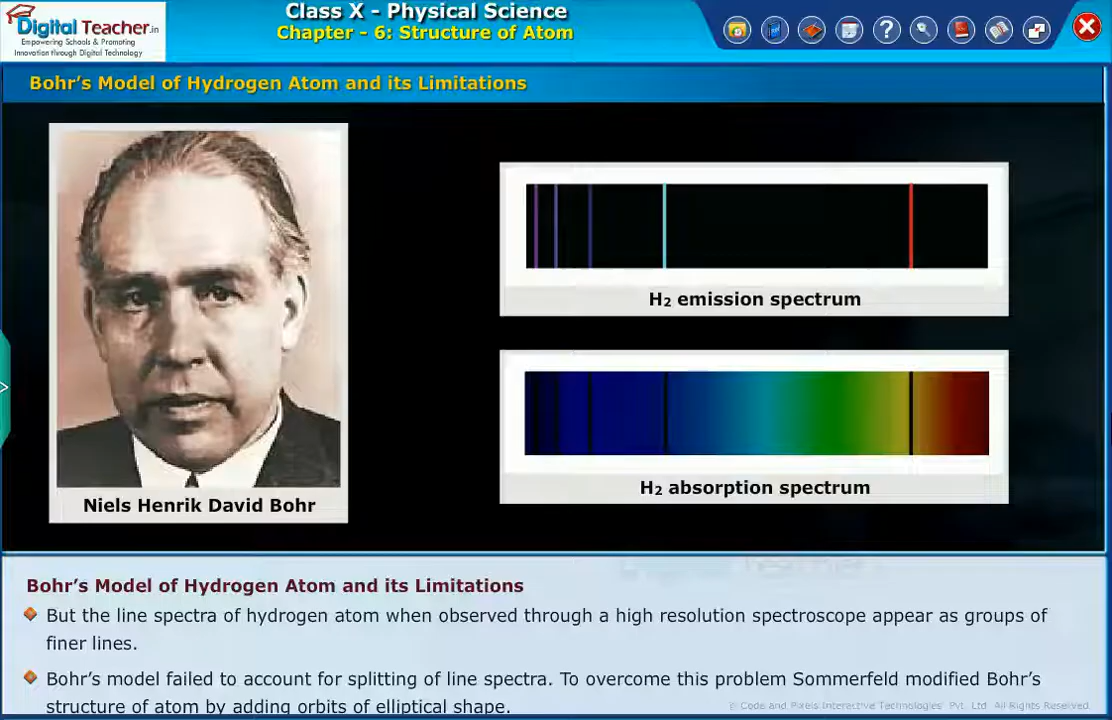 Digital Teacher.in
Empowering Schools & Promoting
Innovation through Digital Technology
Class X - Physical Science
Chapter - 6: Structure of Atom
?
Bohr’s Model of Hydrogen Atom and its Limitations
Niels Henrik David Bohr
H₂ emission spectrum
H₂ absorption spectrum
Bohr’s Model of Hydrogen Atom and its Limitations
But the line spectra of hydrogen atom when observed through a high resolution spectroscope appear as groups of
finer lines.
Bohr’s model failed to account for splitting of line spectra. To overcome this problem Sommerfeld modified Bohr’s
structure of atom by adding orbits of elliptical shape.
© Code and Pixels Interactive Technologies Pvt. Ltd. All Rights Reserved.